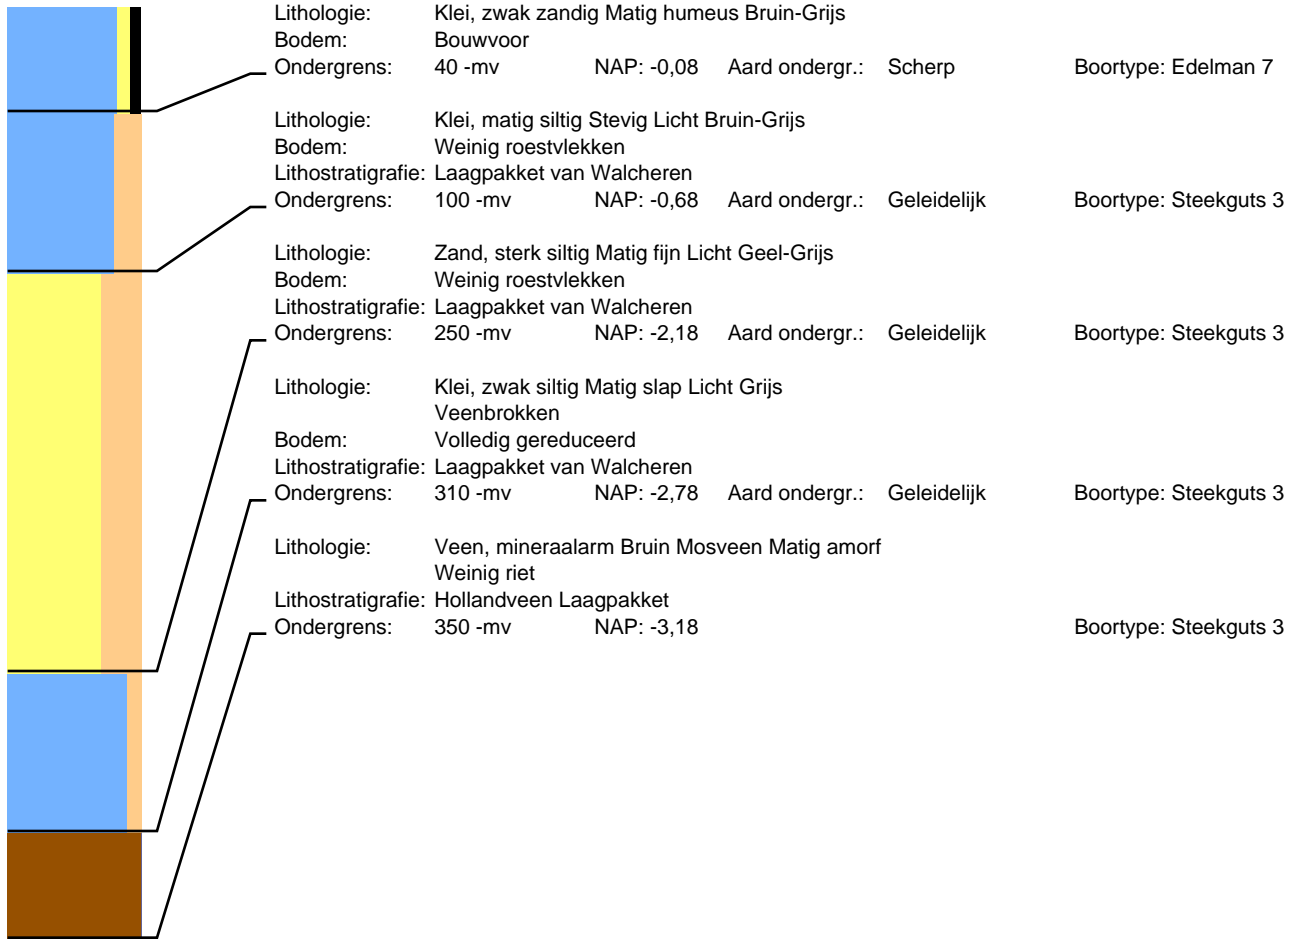 Lithologie: Klei, zwak zandig Matig humeus Bruin-Grijs
Bodem: Bouwvoor
Ondergrens: 40 -mv NAP: -0,08 Aard ondergr.: Scherp Boortype: Edelman 7
Lithologie: Klei, matig siltig Stevig Licht Bruin-Grijs
Bodem: Weinig roestvlekken
Lithostratigrafie: Laagpakket van Walcheren
Ondergrens: 100 -mv NAP: -0,68 Aard ondergr.: Geleidelijk Boortype: Steekguts 3
Lithologie: Zand, sterk siltig Matig fijn Licht Geel-Grijs
Bodem: Weinig roestvlekken
Lithostratigrafie: Laagpakket van Walcheren
Ondergrens: 250 -mv NAP: -2,18 Aard ondergr.: Geleidelijk Boortype: Steekguts 3
Lithologie: Klei, zwak siltig Matig slap Licht Grijs
Veenbrokken
Bodem: Volledig gereduceerd
Lithostratigrafie: Laagpakket van Walcheren
Ondergrens: 310 -mv NAP: -2,78 Aard ondergr.: Geleidelijk Boortype: Steekguts 3
Lithologie: Veen, mineraalarm Bruin Mosveen Matig amorf
Weinig riet
Lithostratigrafie: Hollandveen Laagpakket
Ondergrens: 350 -mv NAP: -3,18 Boortype: Steekguts 3